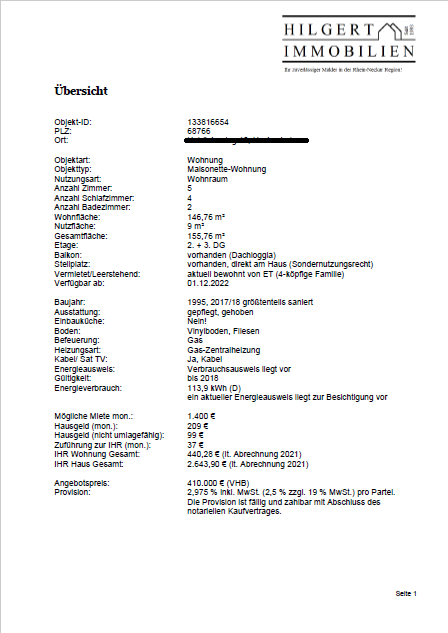 HILGERT
IMMOBILIEN
Seit 1995
Ihr zuverlässiger Makler in der Rhein-Neckar Region!
Übersicht
Objekt-ID: 133816654
PLZ: 68766
Ort:
Objektart: Wohnung
Objekttyp: Maisonette-Wohnung
Nutzungsart: Wohnraum
Anzahl Zimmer: 5
Anzahl Schlafzimmer: 4
Anzahl Badezimmer: 2
Wohnfläche: 146,76 m²
Nutzfläche: 9 m²
Gesamtfläche: 155,76 m²
Etage: 2. + 3. DG
Balkon: vorhanden (Dachloggia)
Stellplatz: vorhanden, direkt am Haus (Sondernutzungsrecht)
Vermietet/Leerstehend: aktuell bewohnt von ET (4-köpfige Familie)
Verfügbar ab: 01.12.2022
Baujahr: 1995, 2017/18 größtenteils saniert
Ausstattung: gepflegt, gehoben
Einbauküche: Nein!
Boden: Vinylboden, Fliesen
Befeuerung: Gas
Heizungsart: Gas-Zentralheizung
Kabel/ Sat TV: Ja, Kabel
Energieausweis: Verbrauchsausweis liegt vor
Gültigkeit: bis 2018
Energieverbrauch: 113,9 kWh (D)
ein aktueller Energieausweis liegt zur Besichtigung vor
Mögliche Miete mon.: 1.400 €
Hausgeld (mon.): 209 €
Hausgeld (nicht umlagefähig): 99 €
Zuführung zur IHR (mon.): 37 €
IHR Wohnung Gesamt: 440,28 € (lt. Abrechnung 2021)
IHR Haus Gesamt: 2.643,90 € (lt. Abrechnung 2021)
Angebotspreis: 410.000 € (VHB)
Provision: 2,975 % inkl. MwSt. (2,5 % zzgl. 19 % MwSt.) pro Partei.
Die Provision ist fällig und zahlbar mit Abschluss des
notariellen Kaufvertrages.
Seite 1